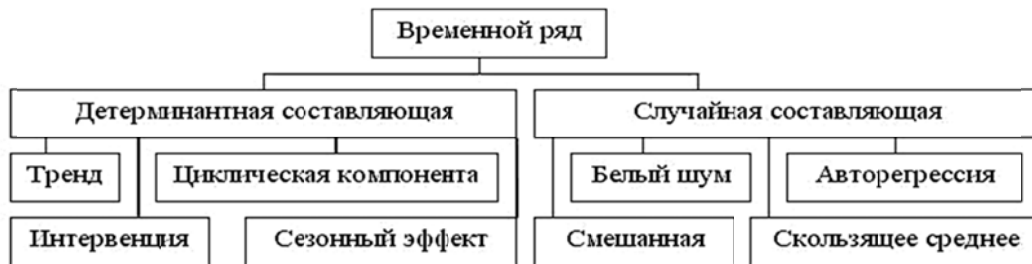 Временной ряд
Детерминантная составляющая
Случайная составляющая
Тренд
Циклическая компонента
Белый шум
Авторегрессия
Интервенция
Сезонный эффект
Смешанная
Скользящее среднее